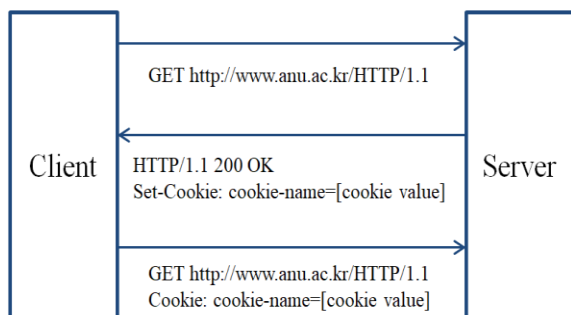 GET http://www.anu.ac.kr/HTTP/1.1
Client
HTTP/1.1 200 OK
Set-Cookie: cookie-name=[cookie value]
Server
GET http://www.anu.ac.kr/HTTP/1.1
Cookie: cookie-name=[cookie value]